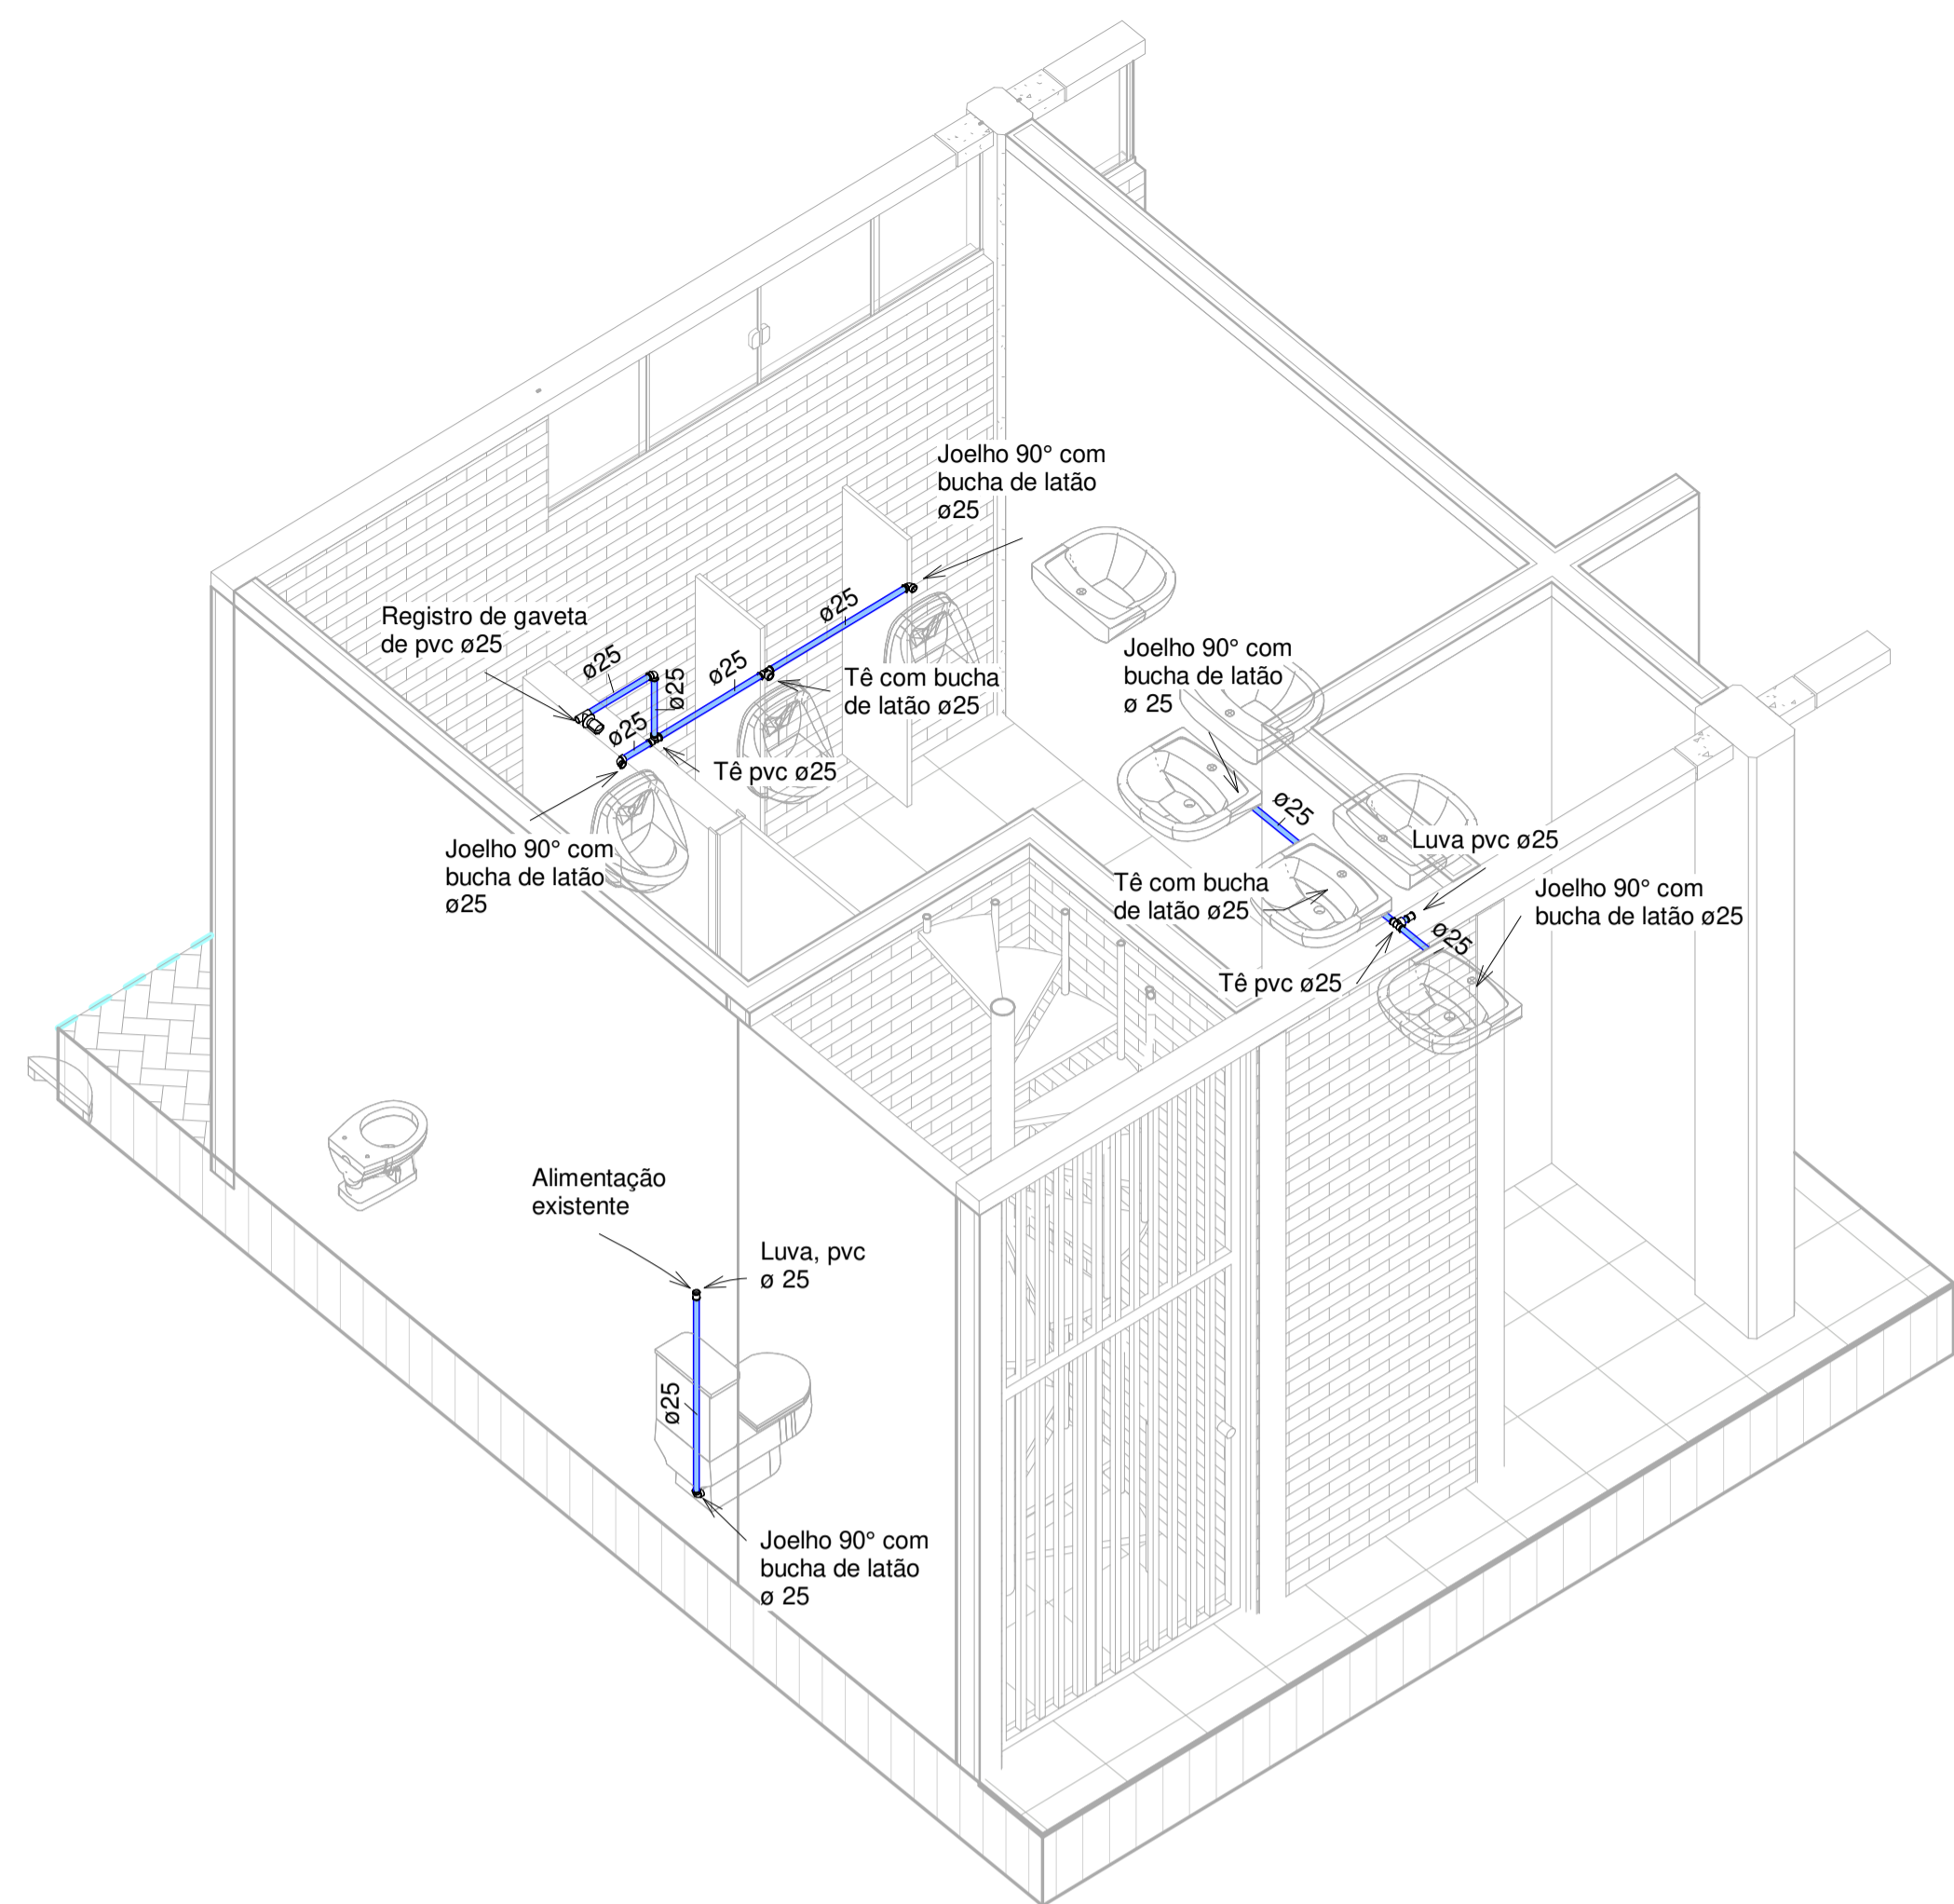 Joelho 90° com
bucha de latão
ø25
Registro de gaveta
de pvc ø25
ø25
ø25
ø25
ø25
ø25
Tê com bucha
de latão ø25
Tê pvc ø25
Joelho 90° com
bucha de latão
ø25
Joelho 90° com
bucha de latão
ø 25
ø25
Luva pvc ø25
Tê com bucha
de latão ø25
Joelho 90° com
bucha de latão ø25
ø25
Tê pvc ø25
Alimentação
existente
Luva, pvc
ø 25
ø25
Joelho 90° com
bucha de latão
ø 25